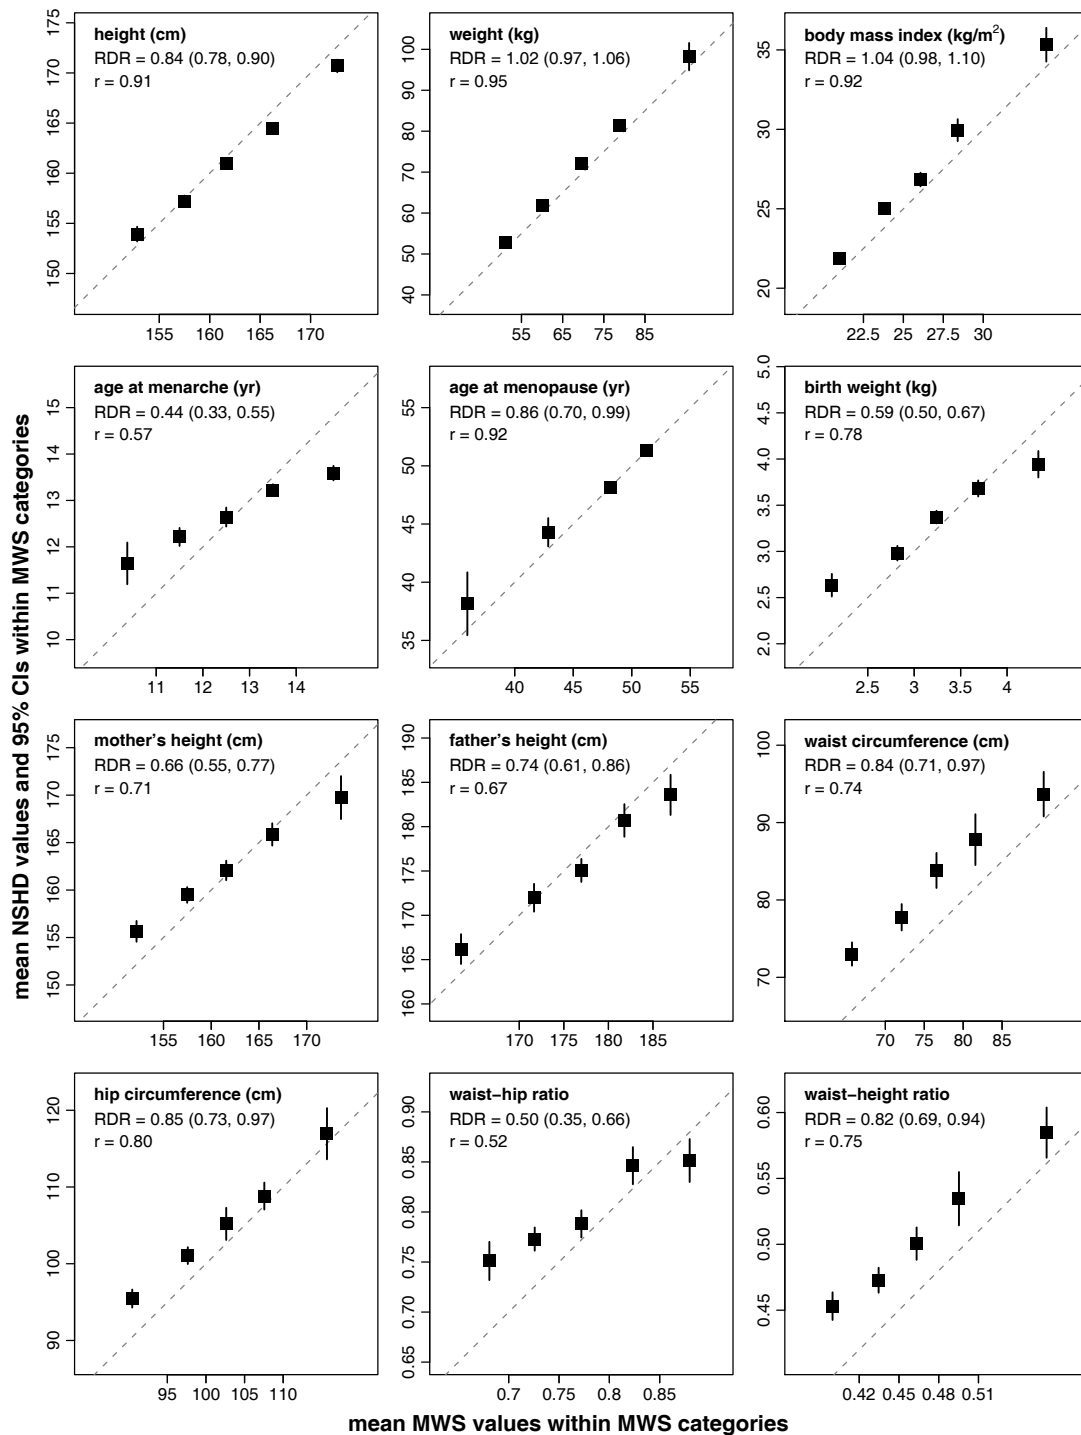 mean NSHD values and 95% CIs within MWS categories
height (cm)
RDR = 0.84 (0.78, 0.90)
r = 0.91
175
170
165
160
155
150
155 160 165 170
weight (kg)
RDR = 1.02 (0.97, 1.06)
r = 0.95
100
90
80
70
60
50
40
55 65 75 85
body mass index (kg/m²)
RDR = 1.04 (0.98, 1.10)
r = 0.92
35
30
25
20
22.5 25 27.5 30
age at menarche (yr)
RDR = 0.44 (0.33, 0.55)
r = 0.57
15
14
13
12
11
10
11 12 13 14
age at menopause (yr)
RDR = 0.86 (0.70, 0.99)
r = 0.92
55
50
45
40
35
40 45 50 55
birth weight (kg)
RDR = 0.59 (0.50, 0.67)
r = 0.78
5.0
4.5
4.0
3.5
3.0
2.5
2.0
2.5 3 3.5 4
mother's height (cm)
RDR = 0.66 (0.55, 0.77)
r = 0.71
175
170
165
160
155
150
155 160 165 170
father's height (cm)
RDR = 0.74 (0.61, 0.86)
r = 0.67
190
185
180
175
170
165
160
170 175 180 185
waist circumference (cm)
RDR = 0.84 (0.71, 0.97)
r = 0.74
100
90
80
70
70 75 80 85
hip circumference (cm)
RDR = 0.85 (0.73, 0.97)
r = 0.80
120
110
100
90
95 100 105 110
waist−hip ratio
RDR = 0.50 (0.35, 0.66)
r = 0.52
0.90
0.85
0.80
0.75
0.70
0.65
0.7 0.75 0.8 0.85
waist−height ratio
RDR = 0.82 (0.69, 0.94)
r = 0.75
0.60
0.55
0.50
0.45
0.42 0.45 0.48 0.51
mean MWS values within MWS categories